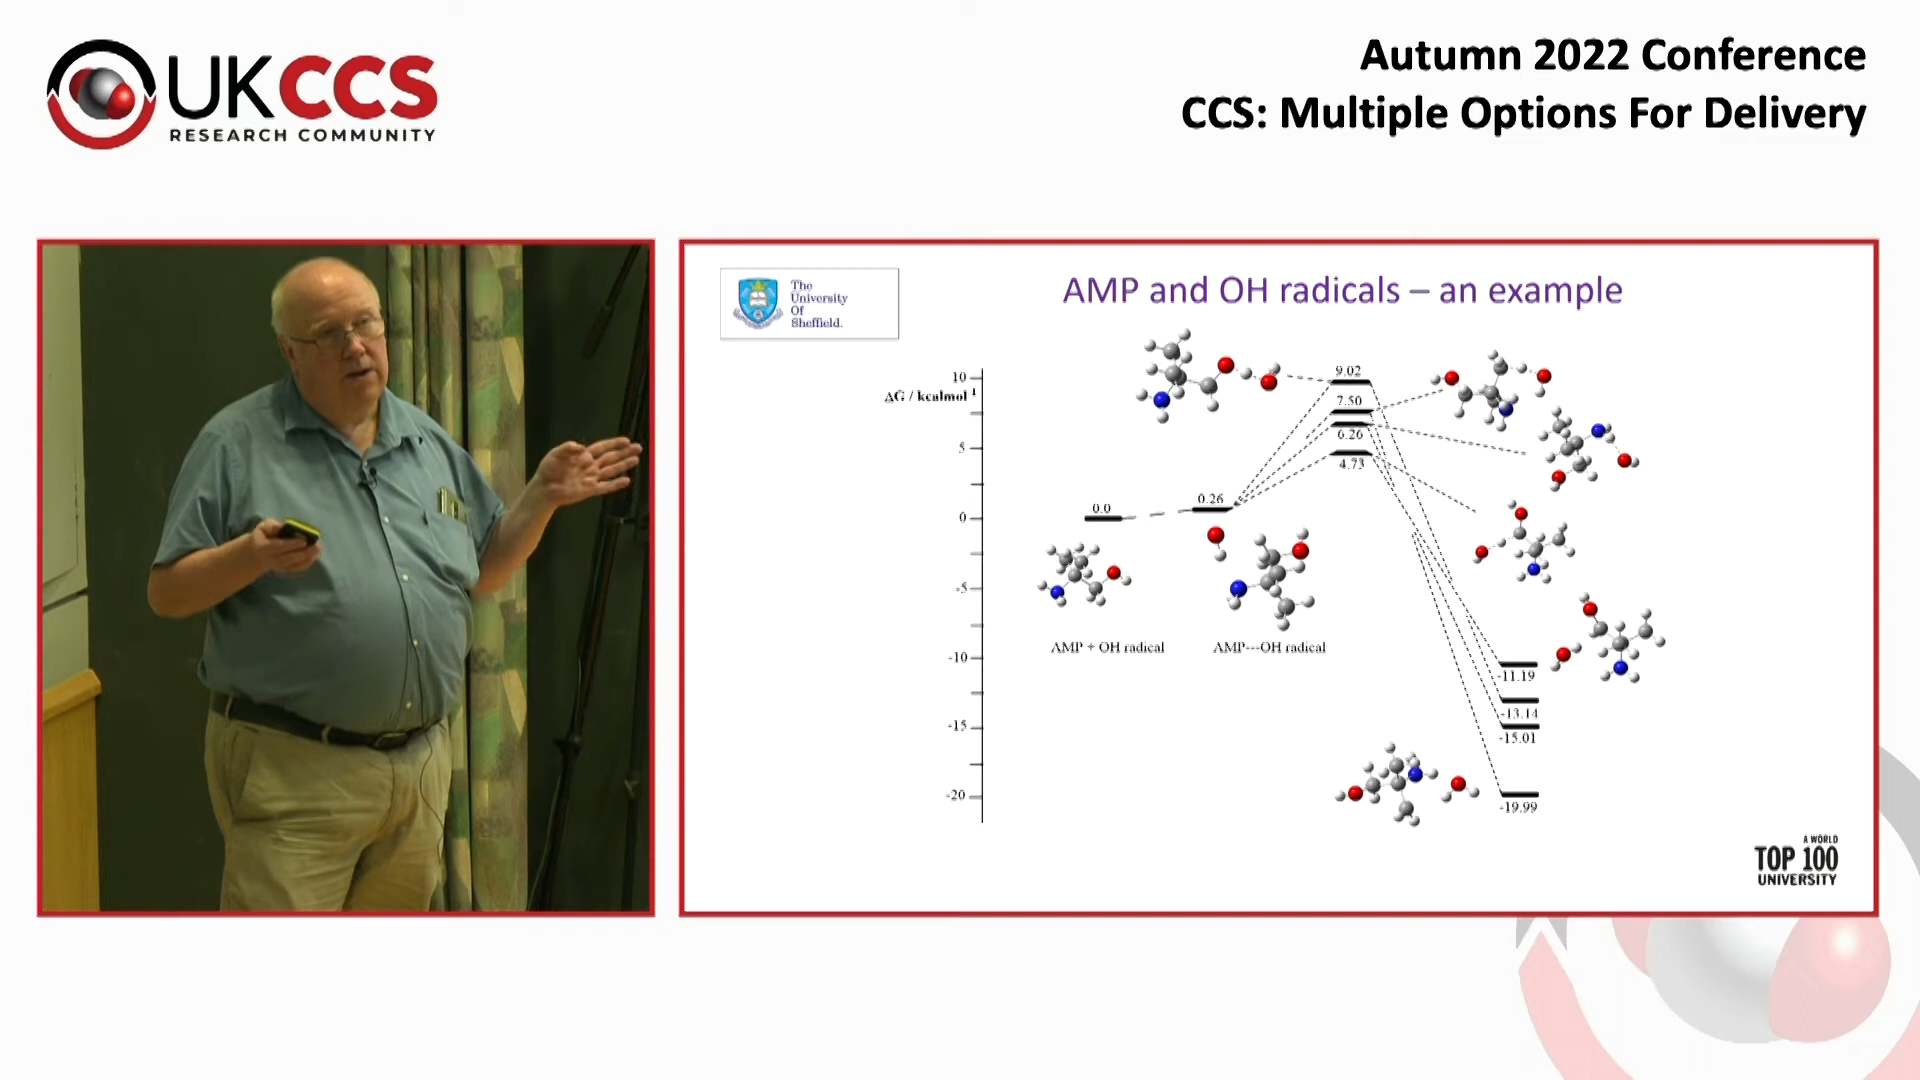 UKCCS
RESEARCH COMMUNITY
Autumn 2022 Conference
CCS: Multiple Options For Delivery
The
University
Of
Sheffield.
AMP and OH radicals – an example
ΔG / kcalmol-1
10
5
0
-5
-10
-15
-20
0.0
0.26
9.02
7.50
6.26
4.73
AMP + OH radical
AMP---OH radical
-11.19
-13.14
-15.01
-19.99
A WORLD
TOP 100
UNIVERSITY